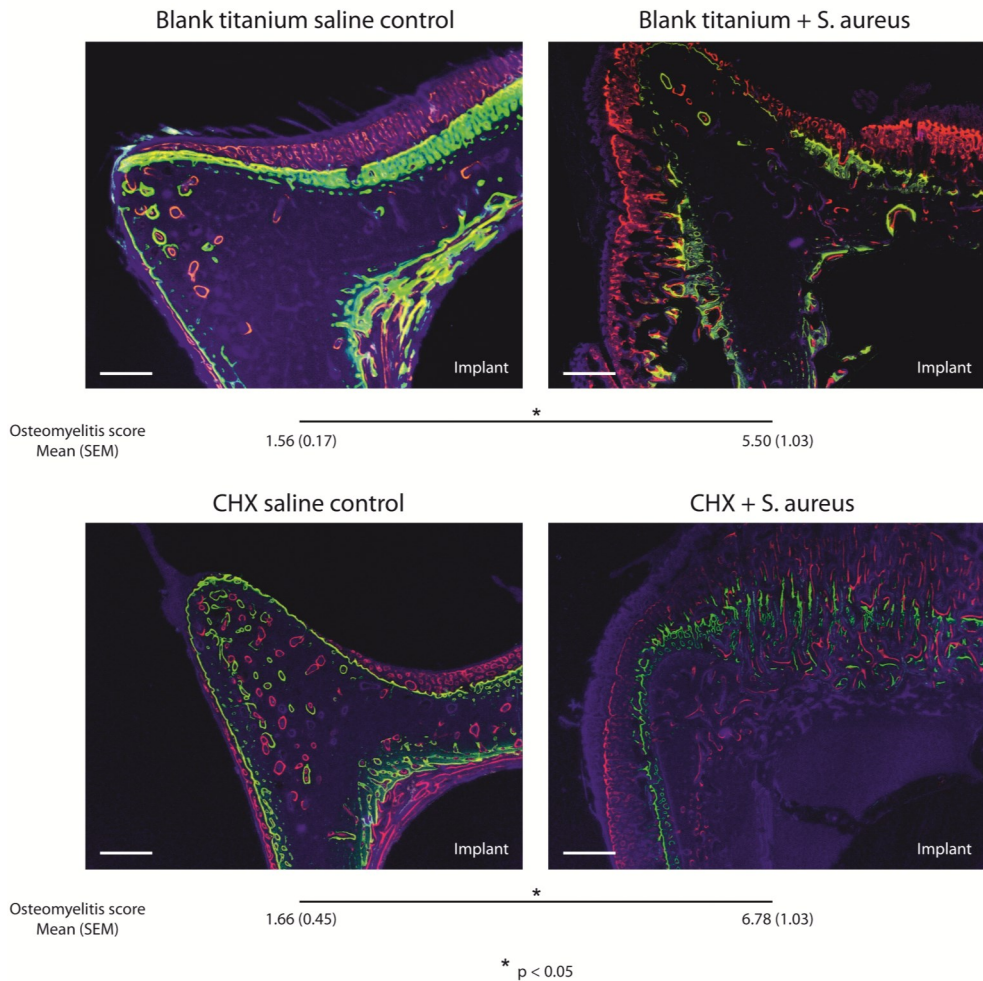 Blank titanium saline control
Blank titanium + S. aureus
Implant
Implant
*
Osteomyelitis score
Mean (SEM)
1.56 (0.17)
5.50 (1.03)
CHX saline control
CHX + S. aureus
Implant
Implant
*
Osteomyelitis score
Mean (SEM)
1.66 (0.45)
6.78 (1.03)
* p < 0.05